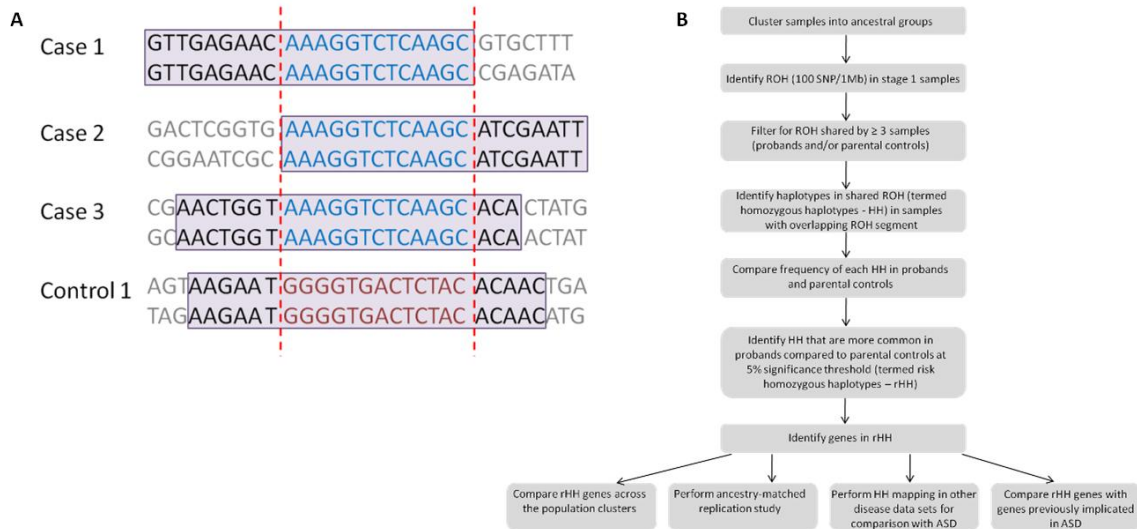 A
Case 1
GTTGAGAAC AAAGGTCTCAAGC GTGCTTT
GTTGAGAAC AAAGGTCTCAAGC CGAGATA
Case 2
GACTCGGTG AAAGGTCTCAAGC ATCGAATT
CGGAATCGC AAAGGTCTCAAGC ATCGAATT
Case 3
CGAACTGGT AAAGGTCTCAAGC ACACTATG
GCAACTGGT AAAGGTCTCAAGC ACAACTAT
Control 1
AGTAAGAAT GGGGTGACTCTAC ACAACTGA
TAGAAGAAT GGGGTGACTCTAC ACAACATG
B
Cluster samples into ancestral groups
Identify ROH (100 SNP/1Mb) in stage 1 samples
Filter for ROH shared by ≥ 3 samples
(probands and/or parental controls)
Identify haplotypes in shared ROH (termed
homozygous haplotypes - HH) in samples
with overlapping ROH segment
Compare frequency of each HH in probands
and parental controls
Identify HH that are more common in
probands compared to parental controls at
5% significance threshold (termed risk
homozygous haplotypes – rHH)
Identify genes in rHH
Compare rHH genes across
the population clusters
Perform ancestry-matched
replication study
Perform HH mapping in other
disease data sets for
comparison with ASD
Compare rHH genes with
genes previously implicated
in ASD